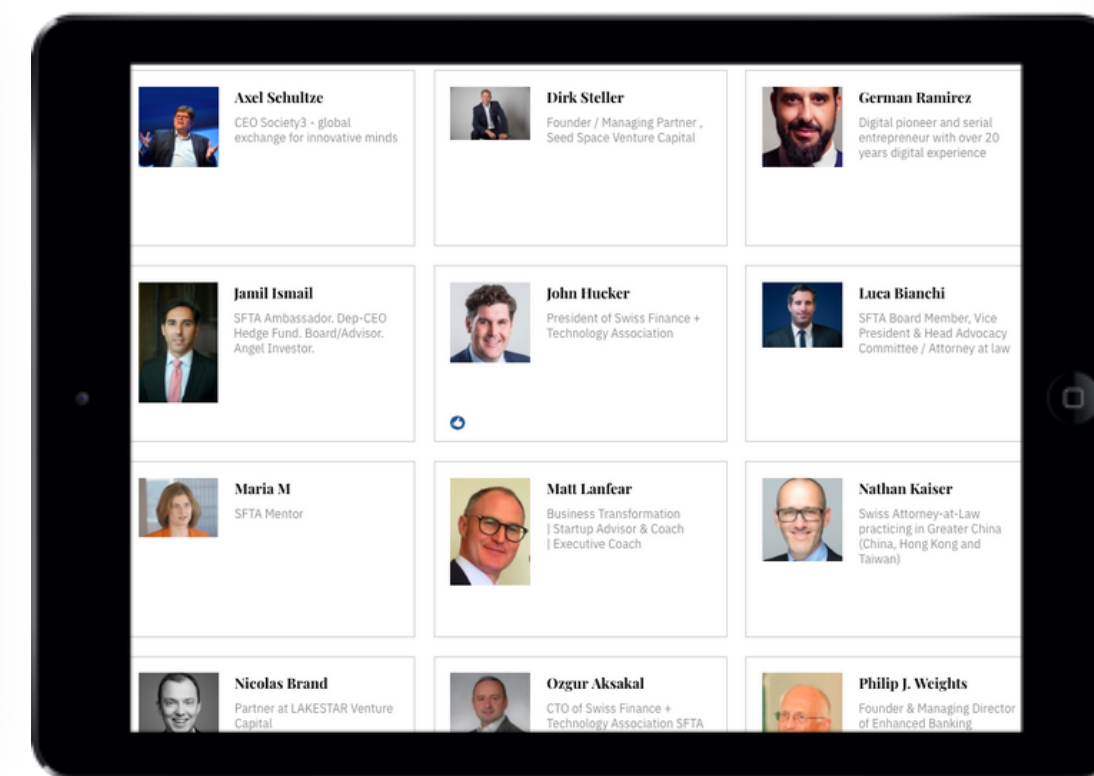 Axel Schultze
CEO Society3 - global
exchange for innovative minds
Dirk Steller
Founder / Managing Partner ,
Seed Space Venture Capital
German Ramirez
Digital pioneer and serial
entrepreneur with over 20
years digital experience
Jamil Ismail
SFTA Ambassador. Dep-CEO
Hedge Fund. Board/Advisor.
Angel Investor.
John Hucker
President of Swiss Finance +
Technology Association
Luca Bianchi
SFTA Board Member, Vice
President & Head Advocacy
Committee / Attorney at law
Maria M
SFTA Mentor
Matt Lanfear
Business Transformation
| Startup Advisor & Coach
| Executive Coach
Nathan Kaiser
Swiss Attorney-at-Law
practicing in Greater China
(China, Hong Kong and
Taiwan)
Nicolas Brand
Partner at LAKESTAR Venture
Capital
Ozgur Aksakal
CTO of Swiss Finance +
Technology Association SFTA
Philip J. Weights
Founder & Managing Director
of Enhanced Banking